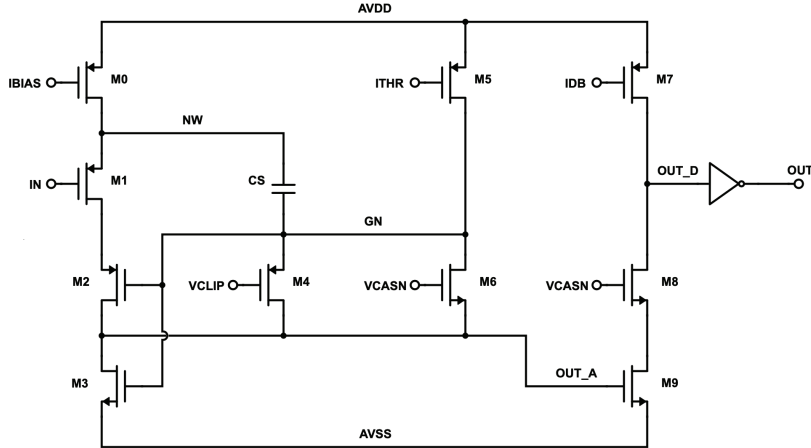 AVDD
IBIAS
M0
ITHR
M5
IDB
M7
NW
IN
M1
CS
OUT_D
OUT
GN
M2
VCLIP
M4
VCASN
M6
VCASN
M8
M3
OUT_A
M9
AVSS